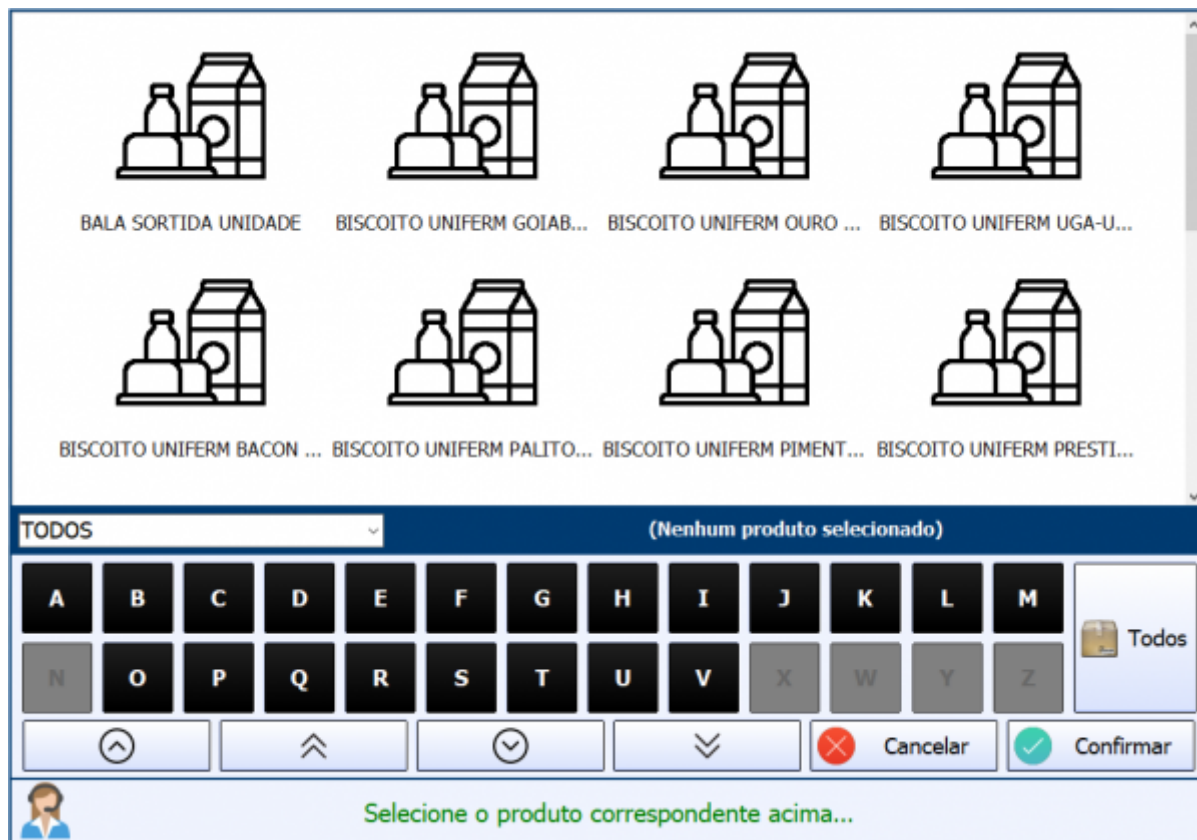 BALA SORTIDA UNIDADE BISCOITO UNIFERM GOIAB... BISCOITO UNIFERM OURO ... BISCOITO UNIFERM UGA-U...
BISCOITO UNIFERM BACON ... BISCOITO UNIFERM PALITO... BISCOITO UNIFERM PIMENT... BISCOITO UNIFERM PRESTI...
TODOS (Nenhum produto selecionado)
A B C D E F G H I J K L M
Todos
N O P Q R S T U V X W Y Z
Cancelar Confirmar
Selecione o produto correspondente acima...